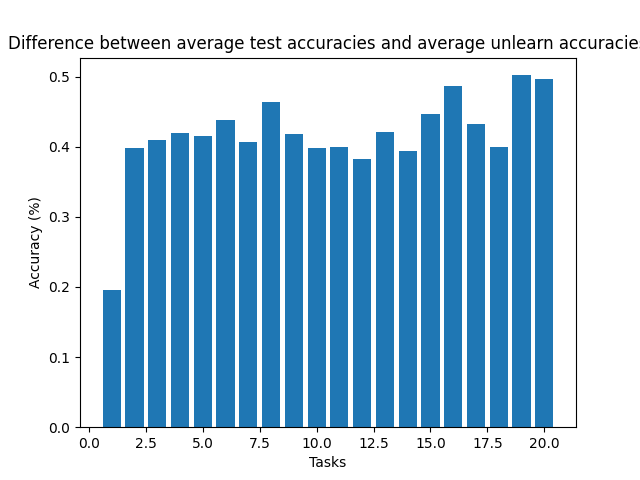 Difference between average test accuracies and average unlearn accuracies
0.5
0.4
0.3
0.2
0.1
0.0
Accuracy (%)
0.0 2.5 5.0 7.5 10.0 12.5 15.0 17.5 20.0
Tasks